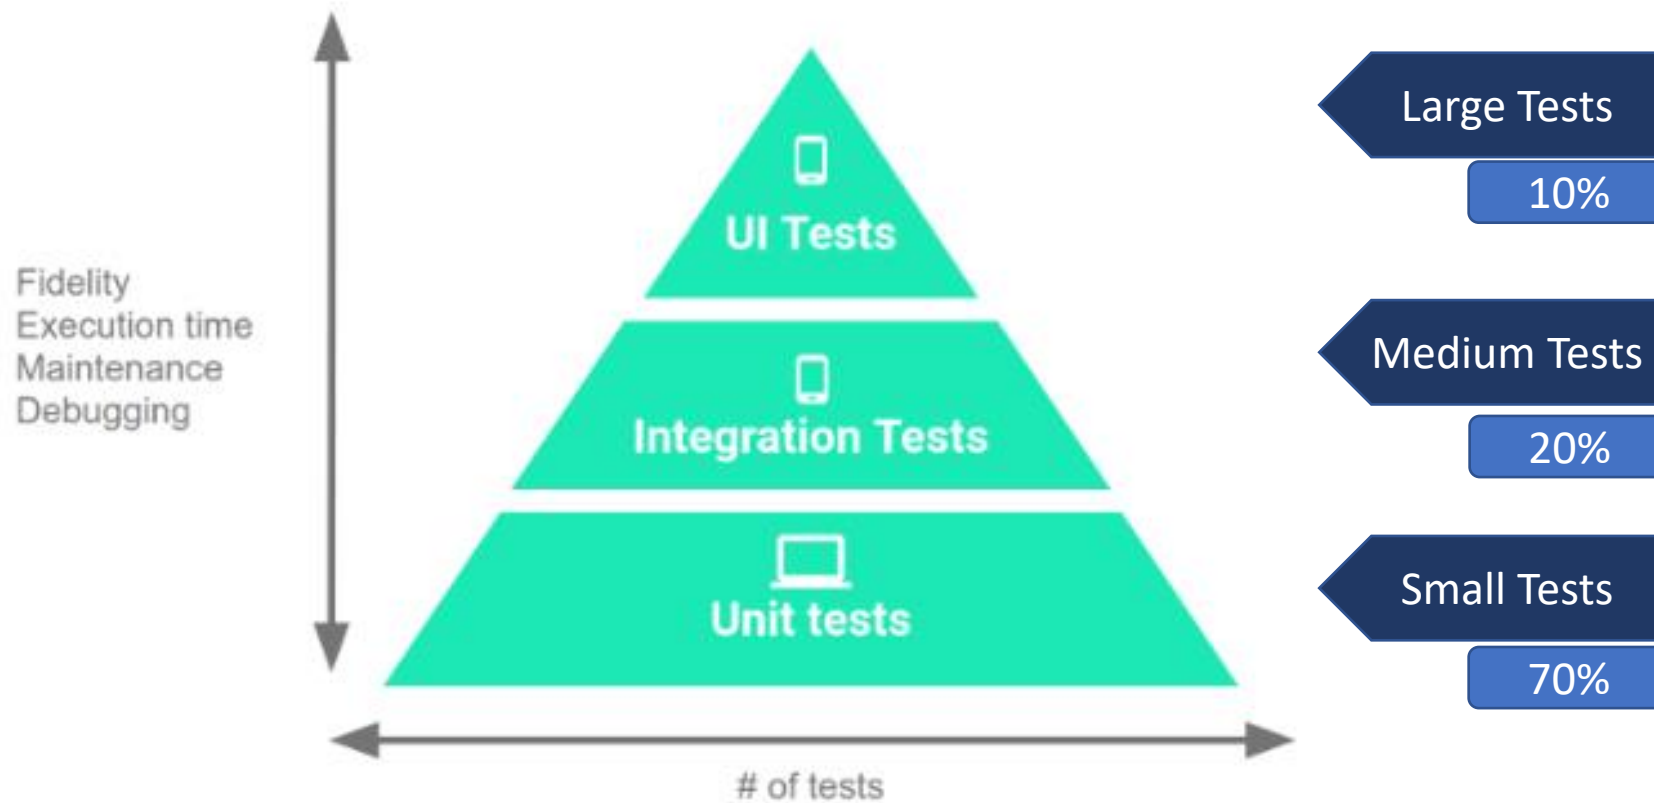 Large Tests
10%
UI Tests
Fidelity
Execution time
Maintenance
Debugging
Medium Tests
20%
Integration Tests
Small Tests
70%
Unit tests
# of tests